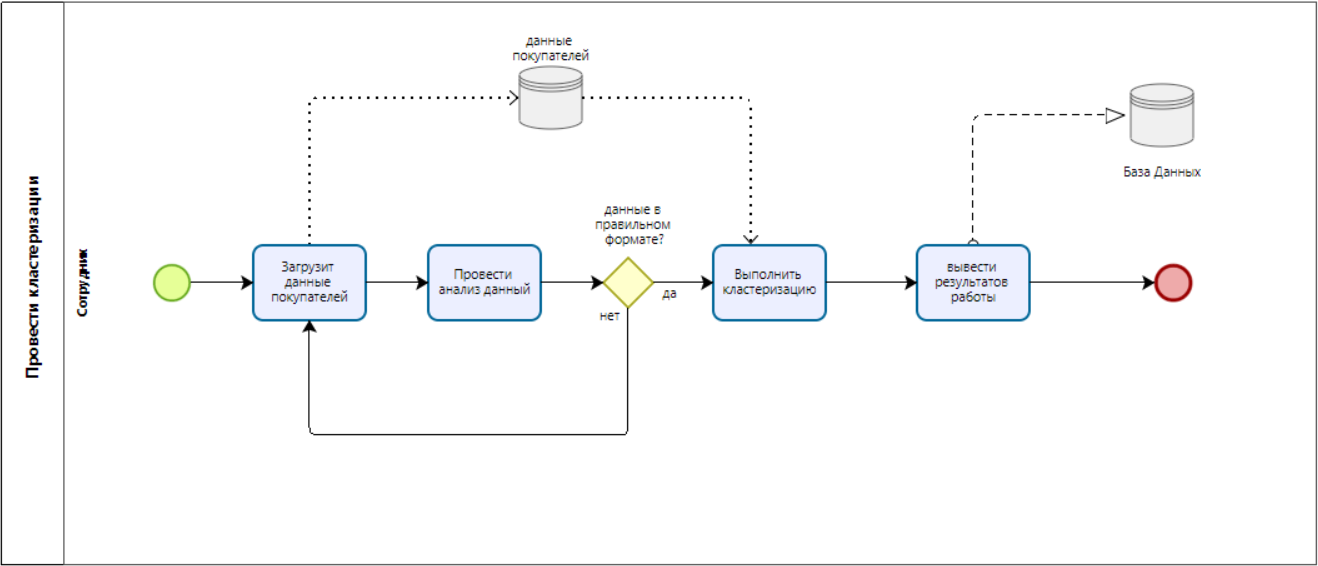 Провести кластеризации
Сотрудник
данные
покупателей
База Данных
Загрузит
данные
покупателей
Провести
анализ данный
данные в
правильном
формате?
да
нет
Выполнить
кластеризацию
вывести
результатов
работы